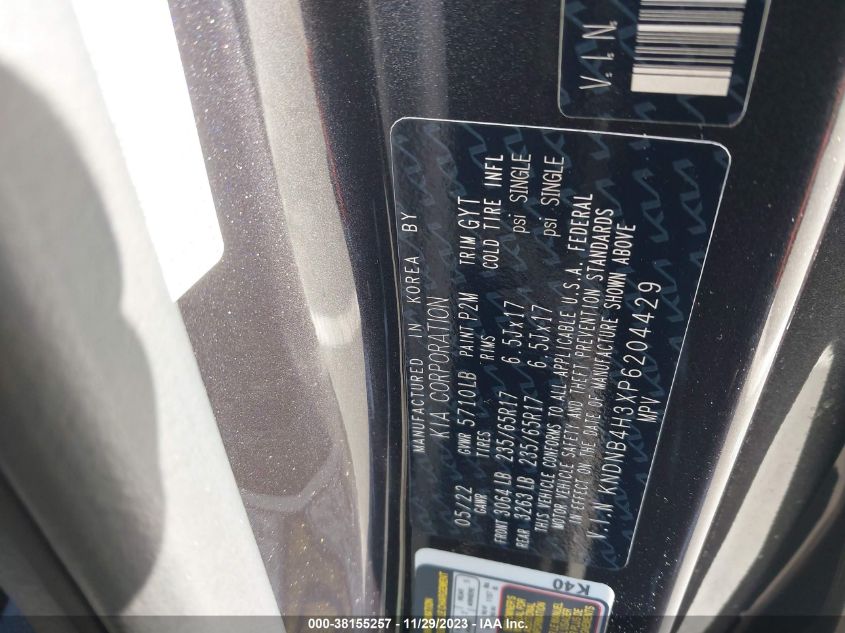 V.I.N.
MANUFACTURED IN KOREA BY
KIA CORPORATION
05/22 GVWR 5710LB PAINT P2M TRIM GYT
GAWR TIRES RIMS COLD TIRE INFL
FRONT 3064LB 235/65R17 6.5Jx17 psi SINGLE
REAR 3263LB 235/65R17 6.5Jx17 psi SINGLE
THIS VEHICLE CONFORMS TO ALL APPLICABLE U.S.A. FEDERAL
MOTOR VEHICLE SAFETY AND THEFT PREVENTION STANDARDS
IN EFFECT ON THE DATE OF MANUFACTURE SHOWN ABOVE
V.I.N KNDNB4H3XP6204429
MPV
K40
000-38155257 - 11/29/2023 - IAA.